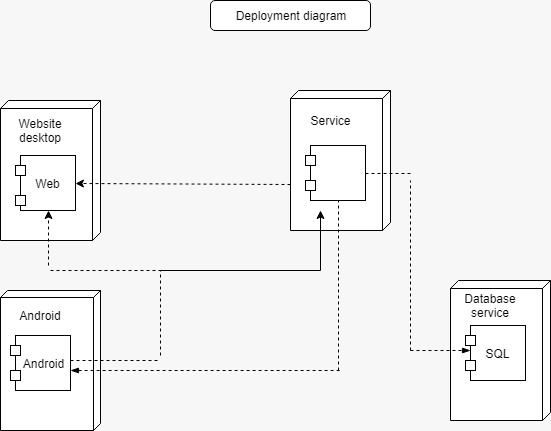 Deployment diagram
Website
desktop
Web
Service
Android
Android
Database
service
SQL